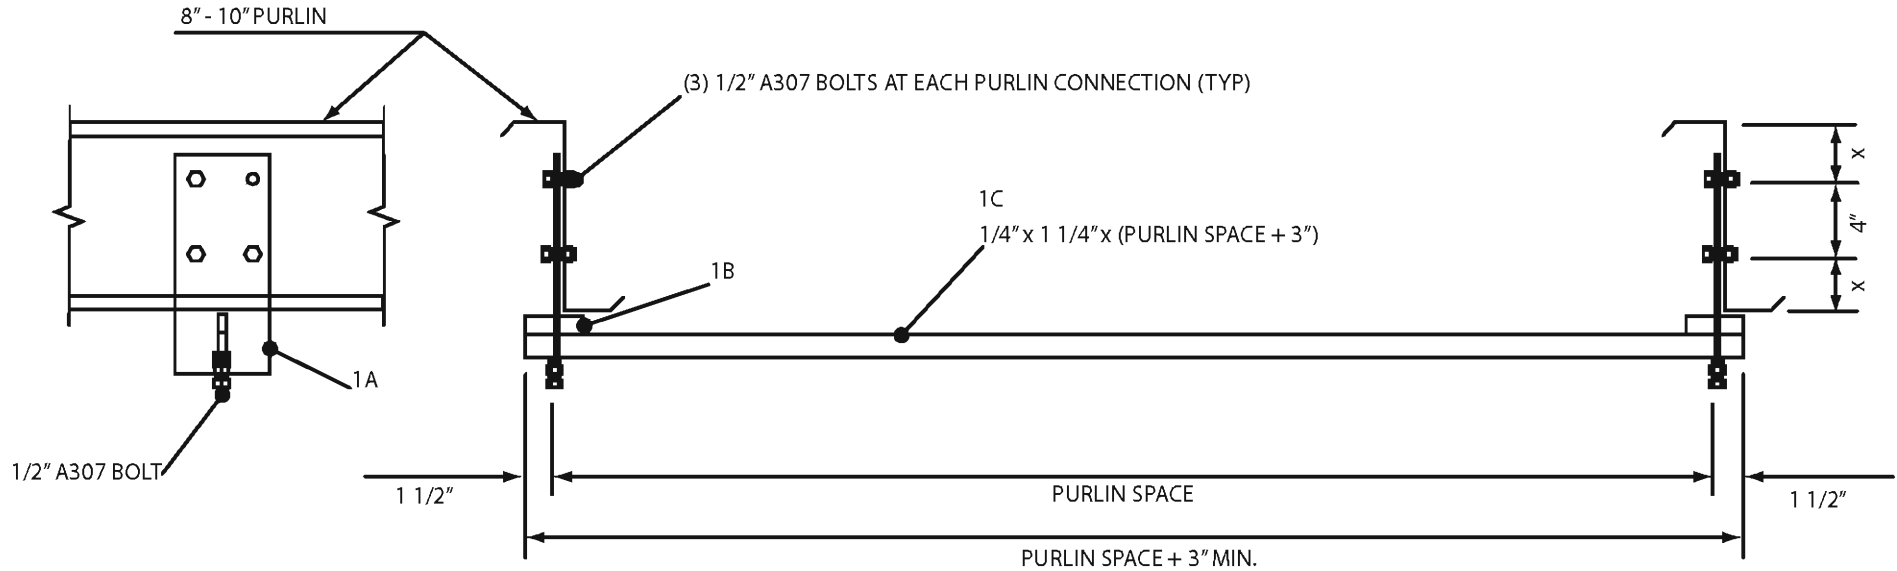 8" - 10" PURLIN
(3) 1/2" A307 BOLTS AT EACH PURLIN CONNECTION (TYP)
X
1C
1/4" x 1 1/4" x (PURLIN SPACE + 3")
4"
1B
X
1A
1/2" A307 BOLT
1 1/2"
PURLIN SPACE
1 1/2"
PURLIN SPACE + 3" MIN.